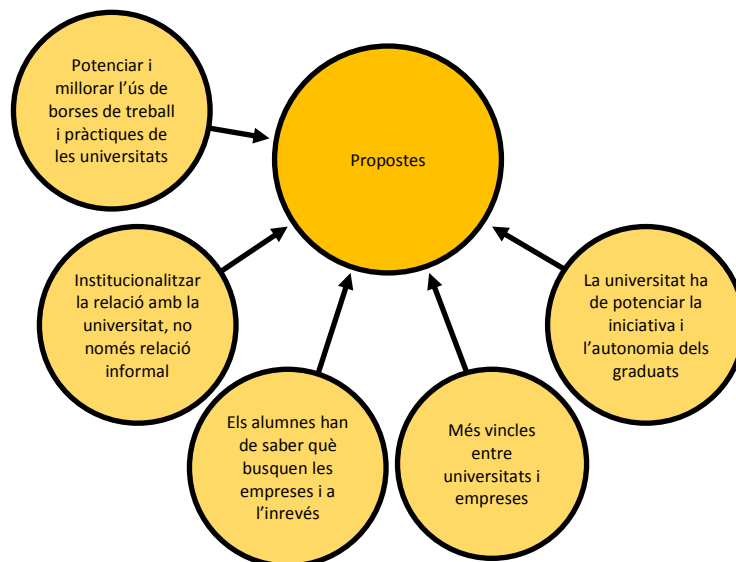 Potenciar i
millorar l'ús de
borses de treball
i pràctiques de
les universitats
Propostes
Institucionalitzar
la relació amb la
universitat, no
només relació
informal
Els alumnes han
de saber què
busquen les
empreses i a
l'inrevés
Més vincles
entre
universitats i
empreses
La universitat ha
de potenciar la
iniciativa i
l'autonomia dels
graduats